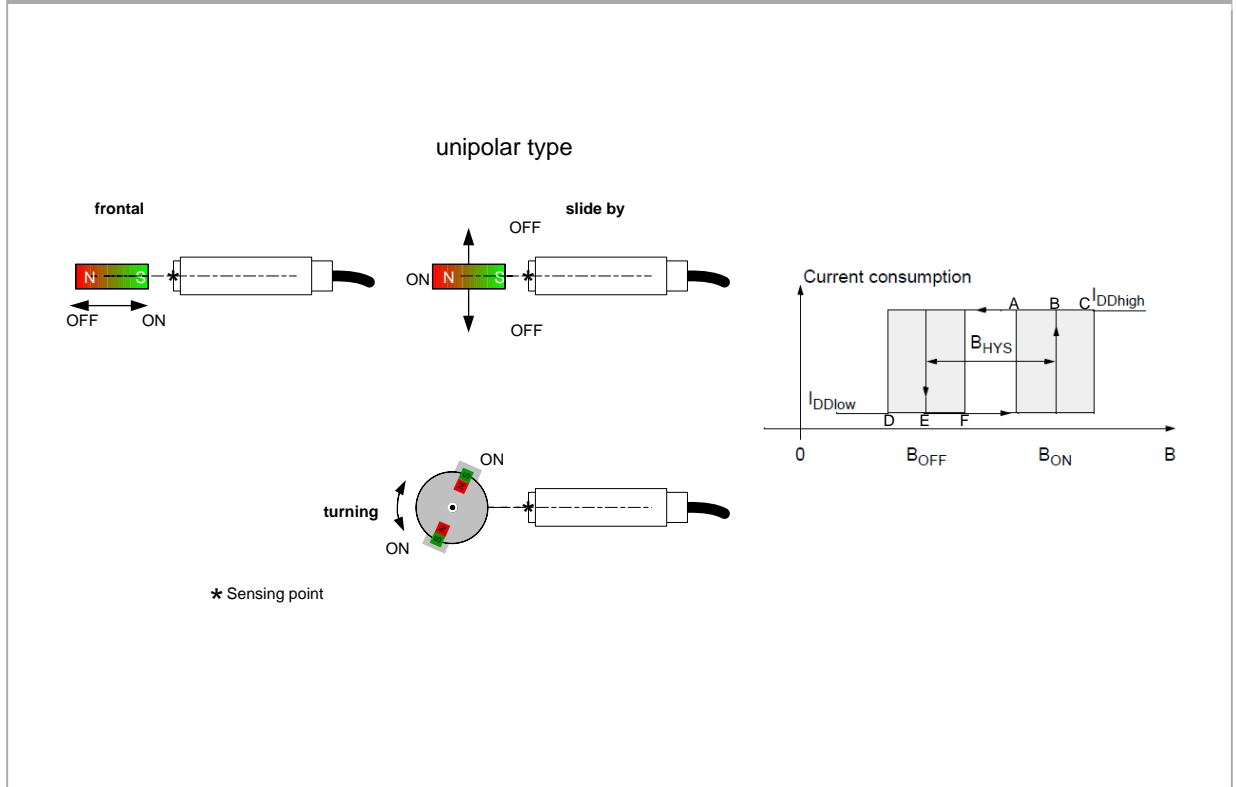 unipolar type
frontal
slide by
OFF
N S
ON N S
OFF ON
OFF
Current consumption
A B C IDDhigh
BHYS
IDDlow
D E F
0 BOFF BON B
ON
S
N
turning
N
S
ON
* Sensing point